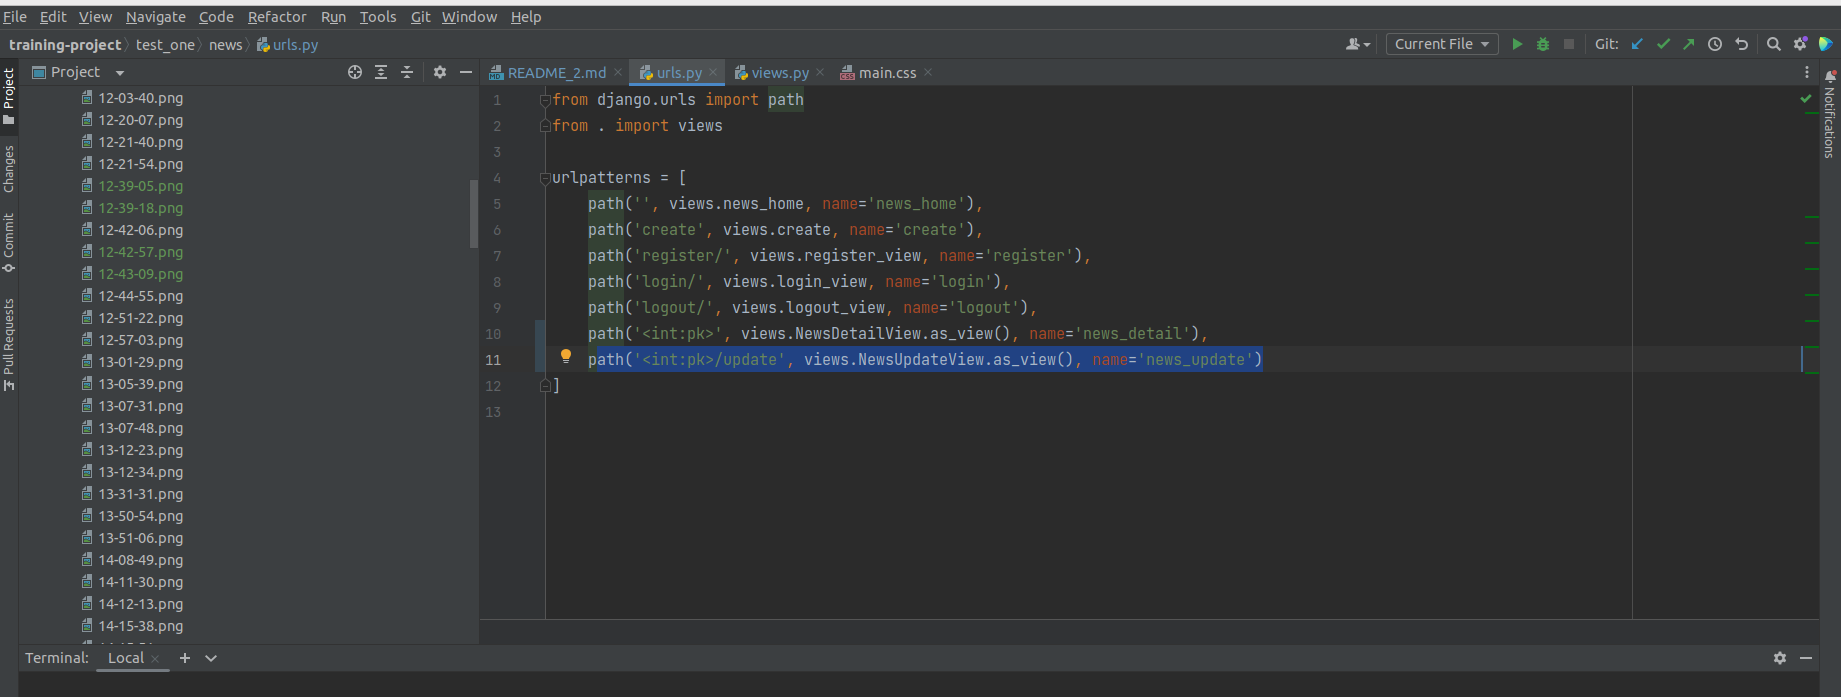 File Edit View Navigate Code Refactor Run Tools Git Window Help
training-project test_one news urls.py Current File Git:
Project
README_2.md urls.py views.py main.css
Project
Changes
Commit
Pull Requests
Notifications
12-03-40.png
12-20-07.png
12-21-40.png
12-21-54.png
12-39-05.png
12-39-18.png
12-42-06.png
12-42-57.png
12-43-09.png
12-44-55.png
12-51-22.png
12-57-03.png
13-01-29.png
13-05-39.png
13-07-31.png
13-07-48.png
13-12-23.png
13-12-34.png
13-31-31.png
13-50-54.png
13-51-06.png
14-08-49.png
14-11-30.png
14-12-13.png
14-15-38.png
1 from django.urls import path
2 from . import views
3
4 urlpatterns = [
5 path('', views.news_home, name='news_home'),
6 path('create', views.create, name='create'),
7 path('register/', views.register_view, name='register'),
8 path('login/', views.login_view, name='login'),
9 path('logout/', views.logout_view, name='logout'),
10 path('<int:pk>', views.NewsDetailView.as_view(), name='news_detail'),
11 path('<int:pk>/update', views.NewsUpdateView.as_view(), name='news_update')
12 ]
13
Terminal: Local